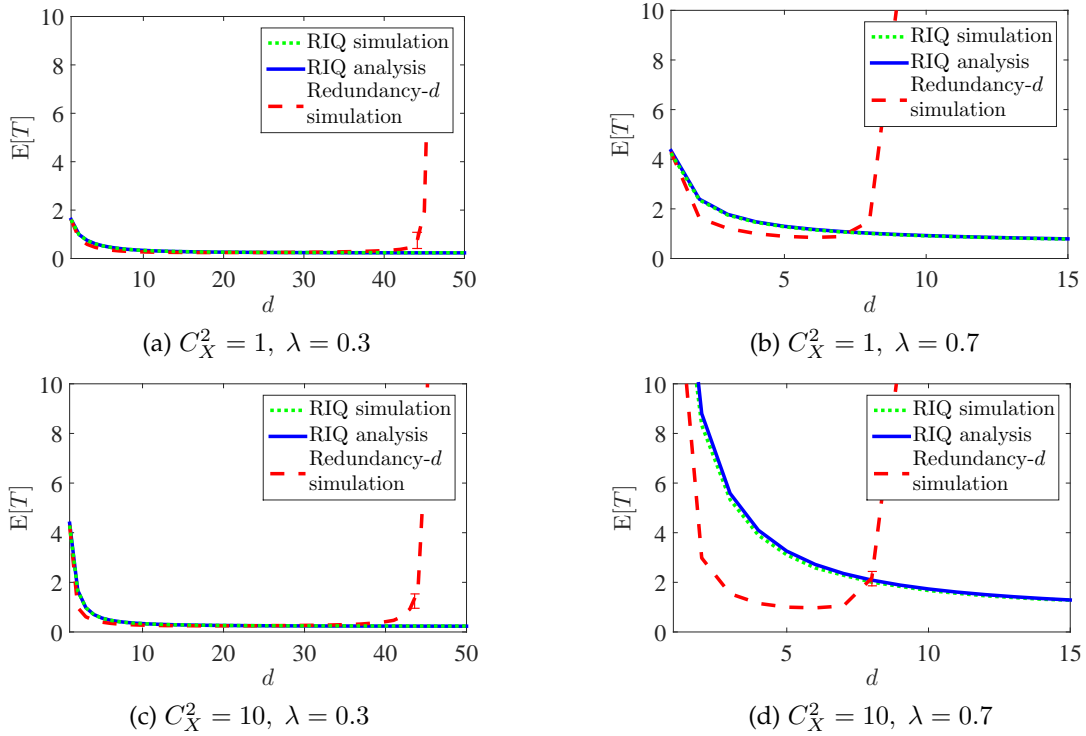 10
8
6
4
2
0
E[T]
10
20
30
40
50
d
RIQ simulation
RIQ analysis
Redundancy-d
simulation
(a) C_X^2 = 1, λ = 0.3
10
8
6
4
2
0
E[T]
5
10
15
d
RIQ simulation
RIQ analysis
Redundancy-d
simulation
(b) C_X^2 = 1, λ = 0.7
10
8
6
4
2
0
E[T]
10
20
30
40
50
d
RIQ simulation
RIQ analysis
Redundancy-d
simulation
(c) C_X^2 = 10, λ = 0.3
10
8
6
4
2
0
E[T]
5
10
15
d
RIQ simulation
RIQ analysis
Redundancy-d
simulation
(d) C_X^2 = 10, λ = 0.7